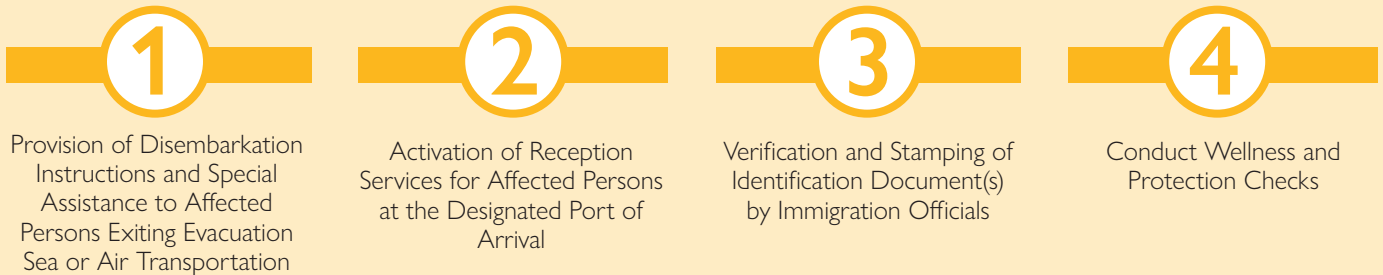 1
Provision of Disembarkation
Instructions and Special
Assistance to Affected
Persons Exiting Evacuation
Sea or Air Transportation
2
Activation of Reception
Services for Affected Persons
at the Designated Port of
Arrival
3
Verification and Stamping of
Identification Document(s)
by Immigration Officials
4
Conduct Wellness and
Protection Checks